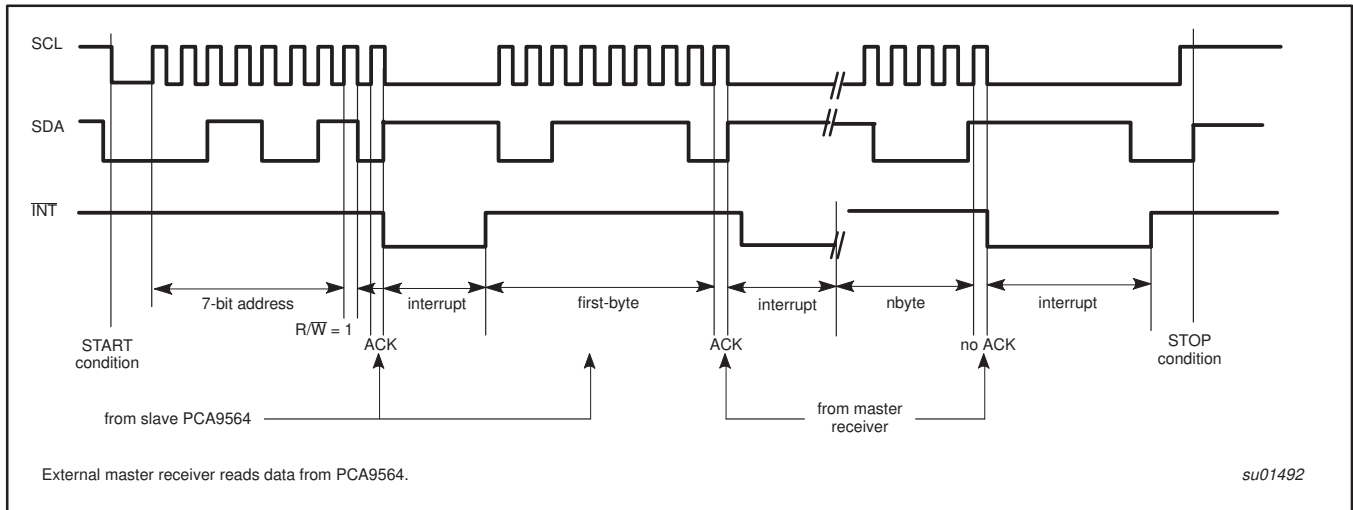 SCL
SDA
INT
7-bit address
interrupt
first-byte
interrupt
nbyte
interrupt
R/W = 1
START
condition
ACK
ACK
no ACK
STOP
condition
from slave PCA9564
from master
receiver
External master receiver reads data from PCA9564.
su01492